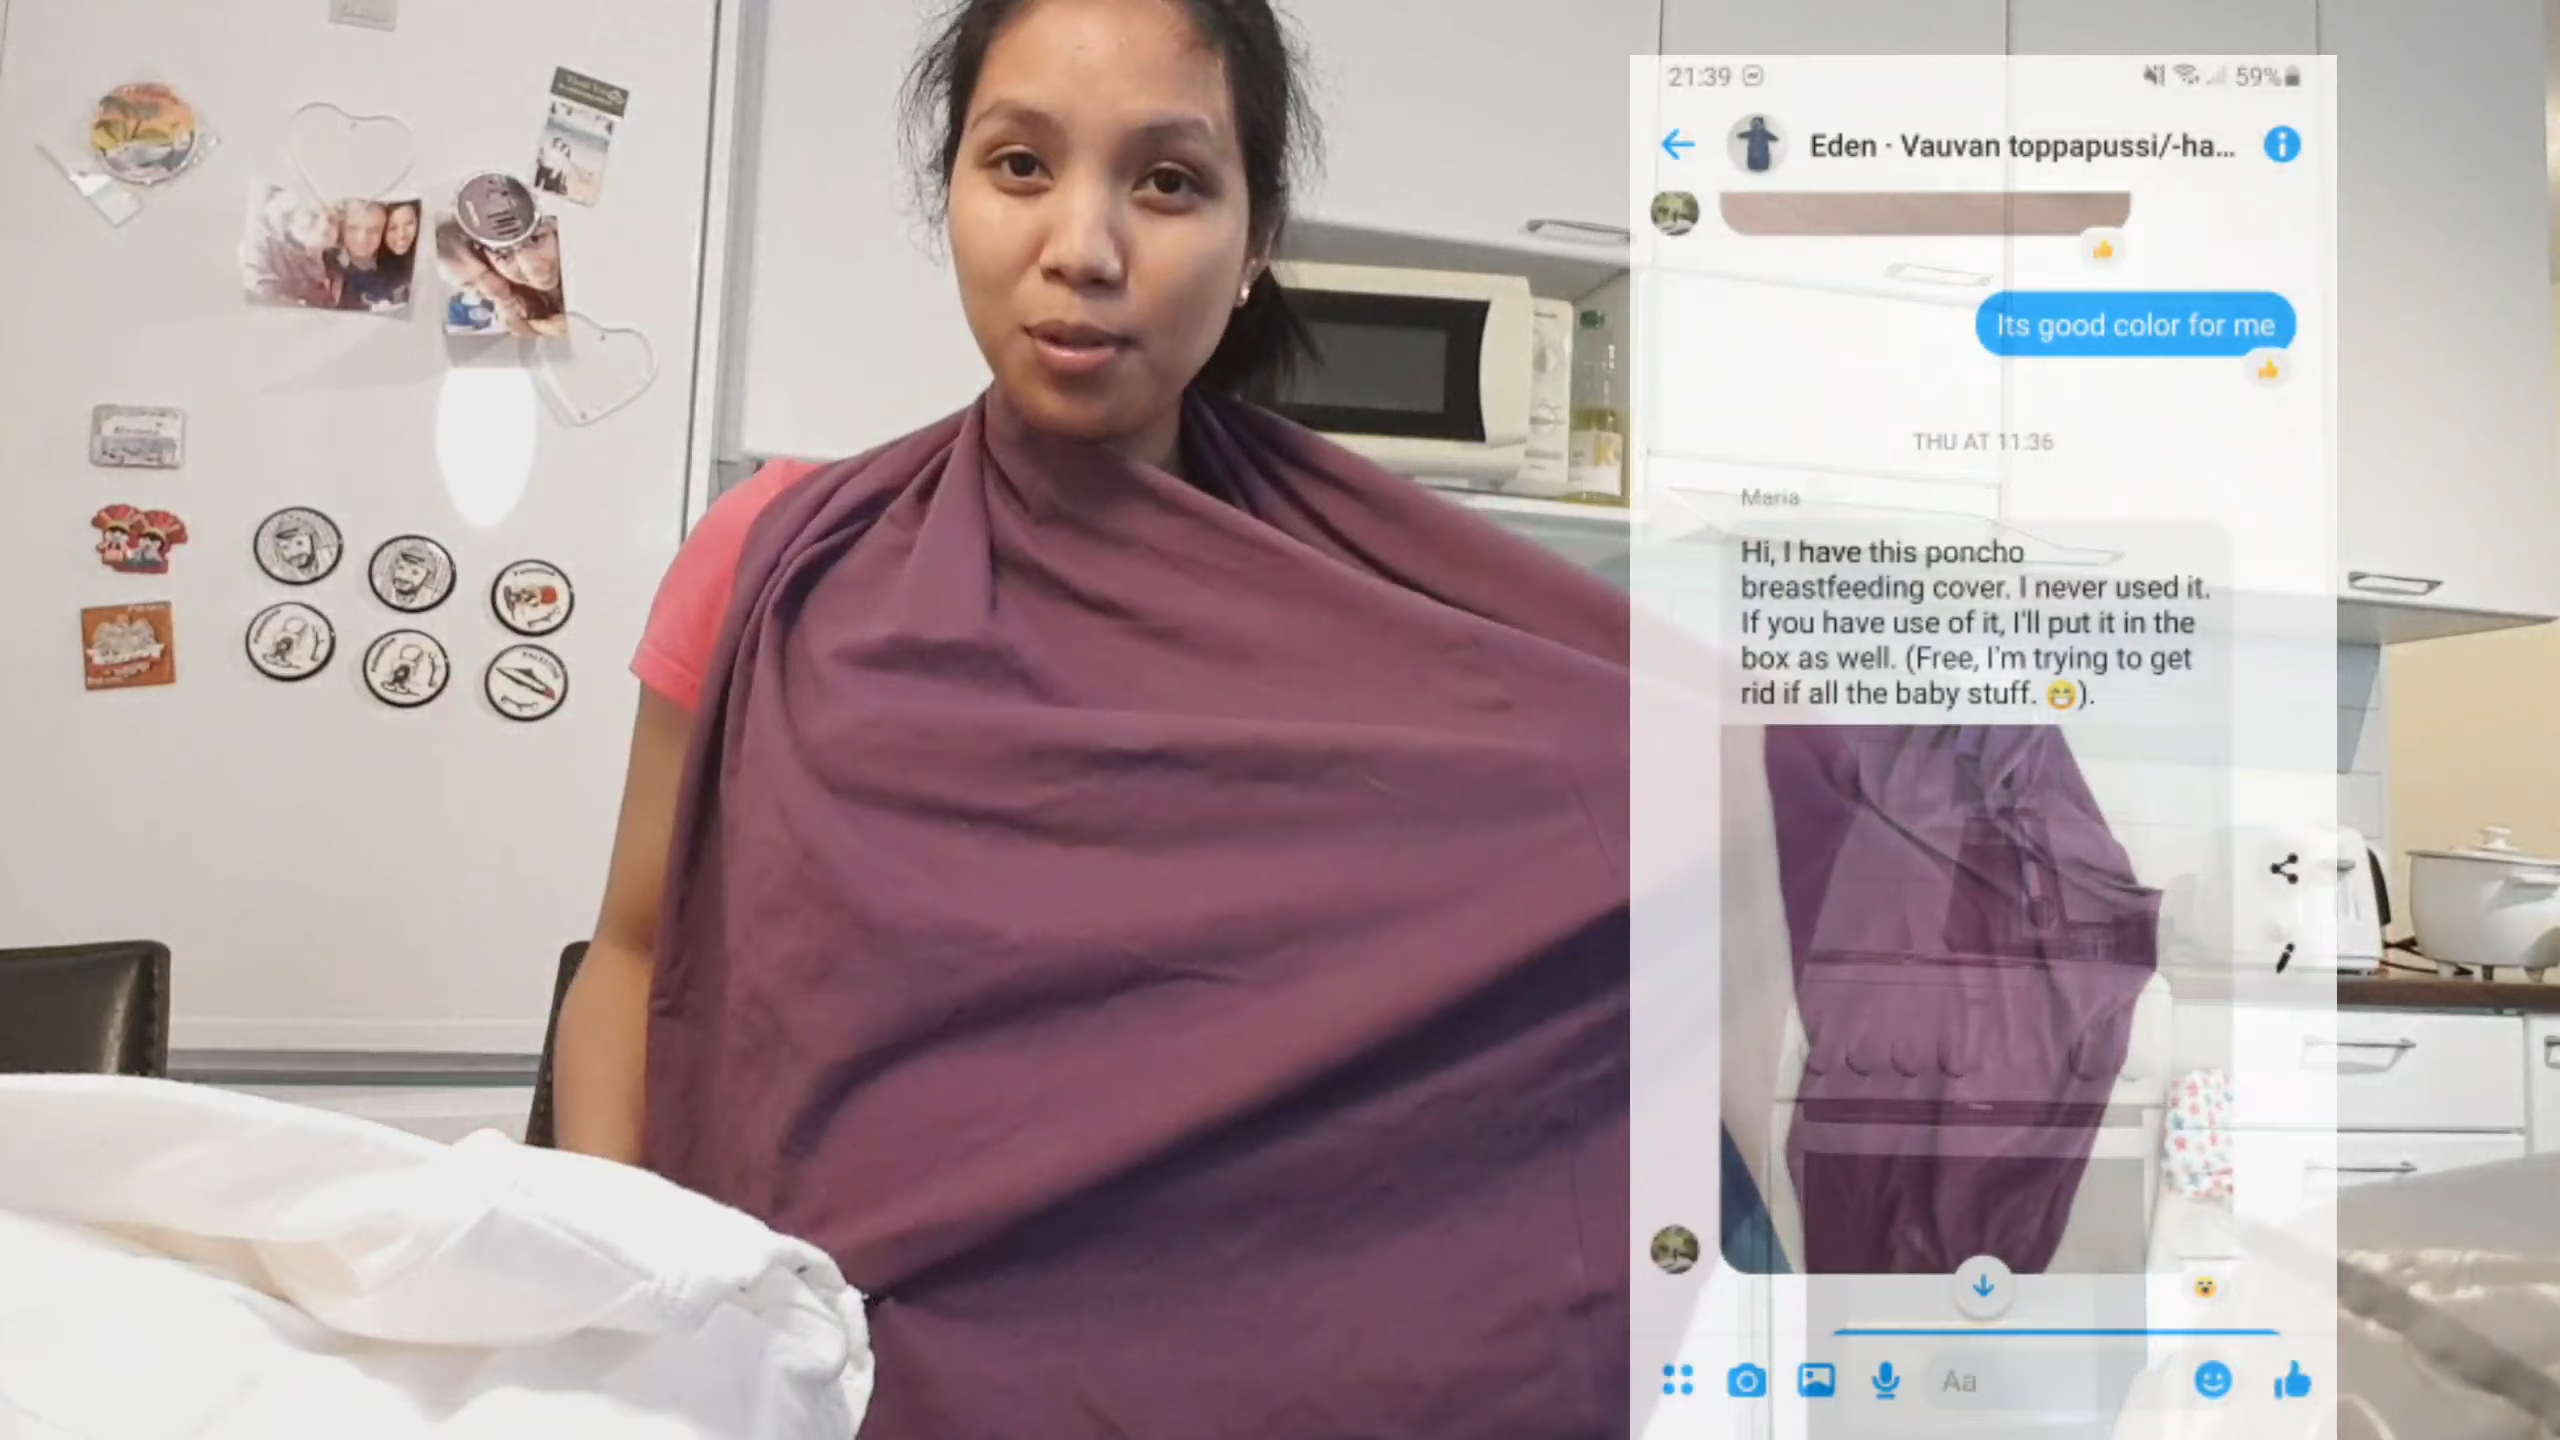 21:39
59%
Eden · Vauvan toppapussi/-ha...
Its good color for me
THU AT 11:36
Maria
Hi, I have this poncho
breastfeeding cover. I never used it.
If you have use of it, I'll put it in the
box as well. (Free, I'm trying to get
rid if all the baby stuff. 😁).
Aa